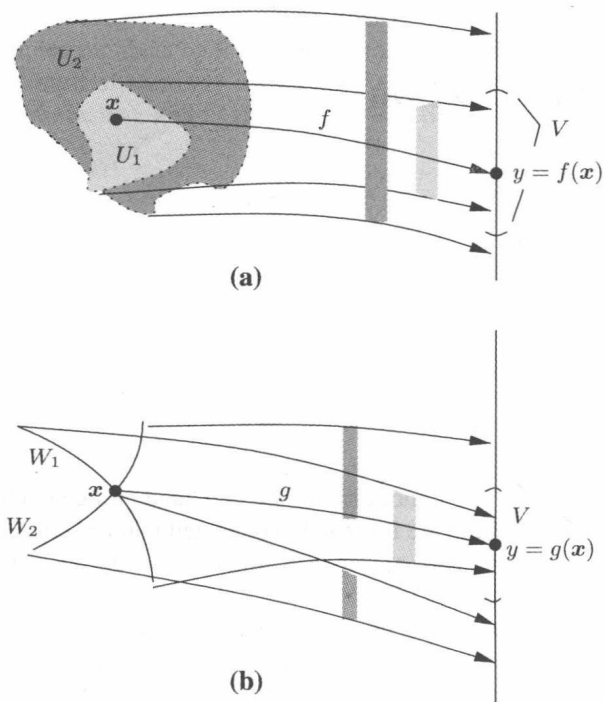 U₂
x
U₁
f
V
y = f(x)
(a)
W₁
x
W₂
g
V
y = g(x)
(b)